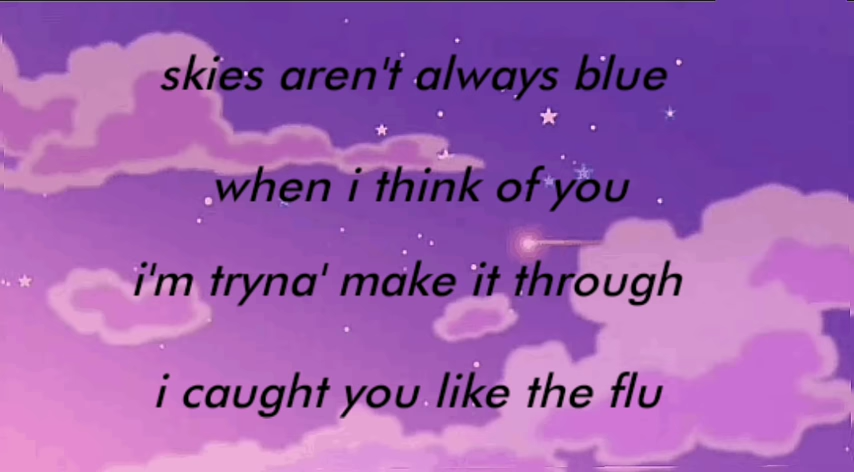 skies aren't always blue
when i think of you
i'm tryna' make it through
i caught you like the flu